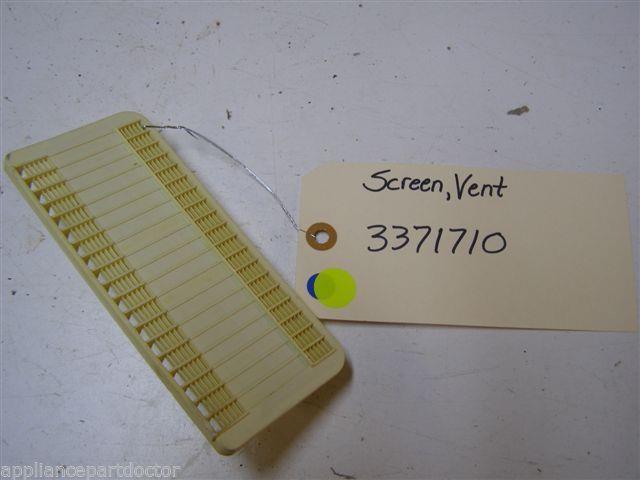 Screen, Vent
3371710
appliancepartdoctor